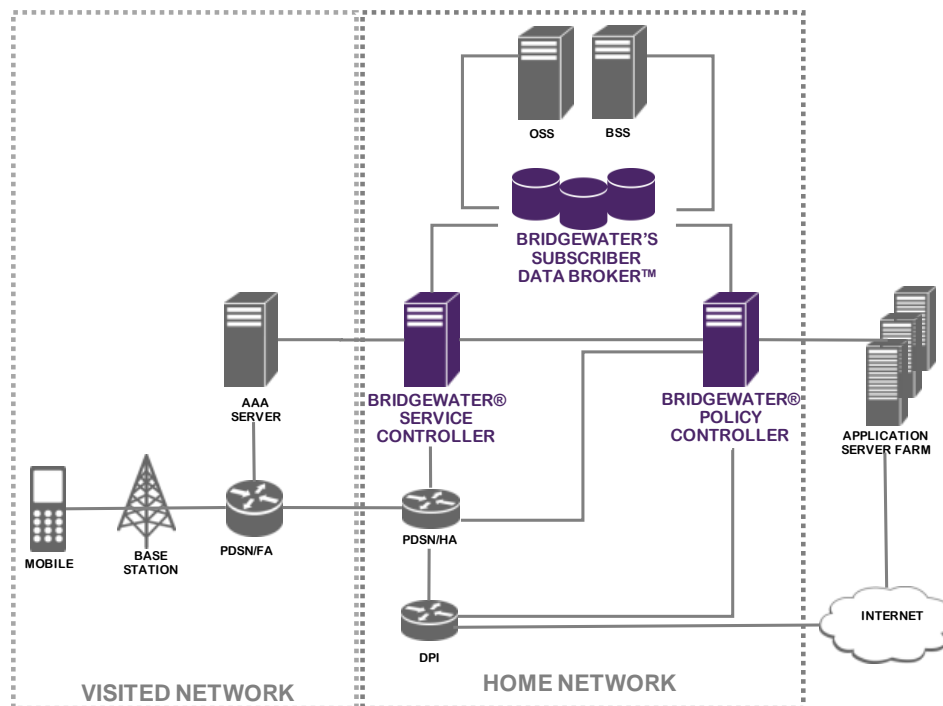 OSS
BSS
BRIDGEWATER'S
SUBSCRIBER
DATA BROKER™
AAA
SERVER
BRIDGEWATER®
SERVICE
CONTROLLER
BRIDGEWATER®
POLICY
CONTROLLER
APPLICATION
SERVER FARM
MOBILE
BASE
STATION
PDSN/FA
PDSN/HA
DPI
INTERNET
VISITED NETWORK
HOME NETWORK